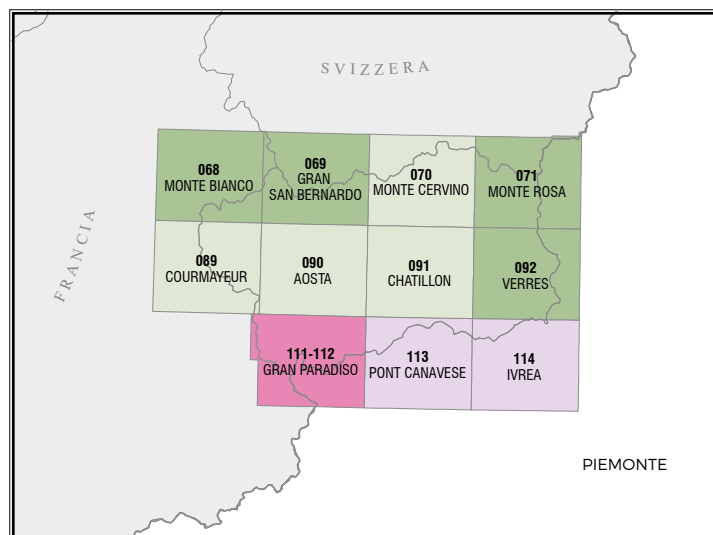 SVIZZERA
FRANCIA
068
MONTE BIANCO
069
GRAN
SAN BERNARDO
070
MONTE CERVINO
071
MONTE ROSA
089
COURMAYEUR
090
AOSTA
091
CHATILLON
092
VERRES
111-112
GRAN PARADISO
113
PONT CANAVESE
114
IVREA
PIEMONTE